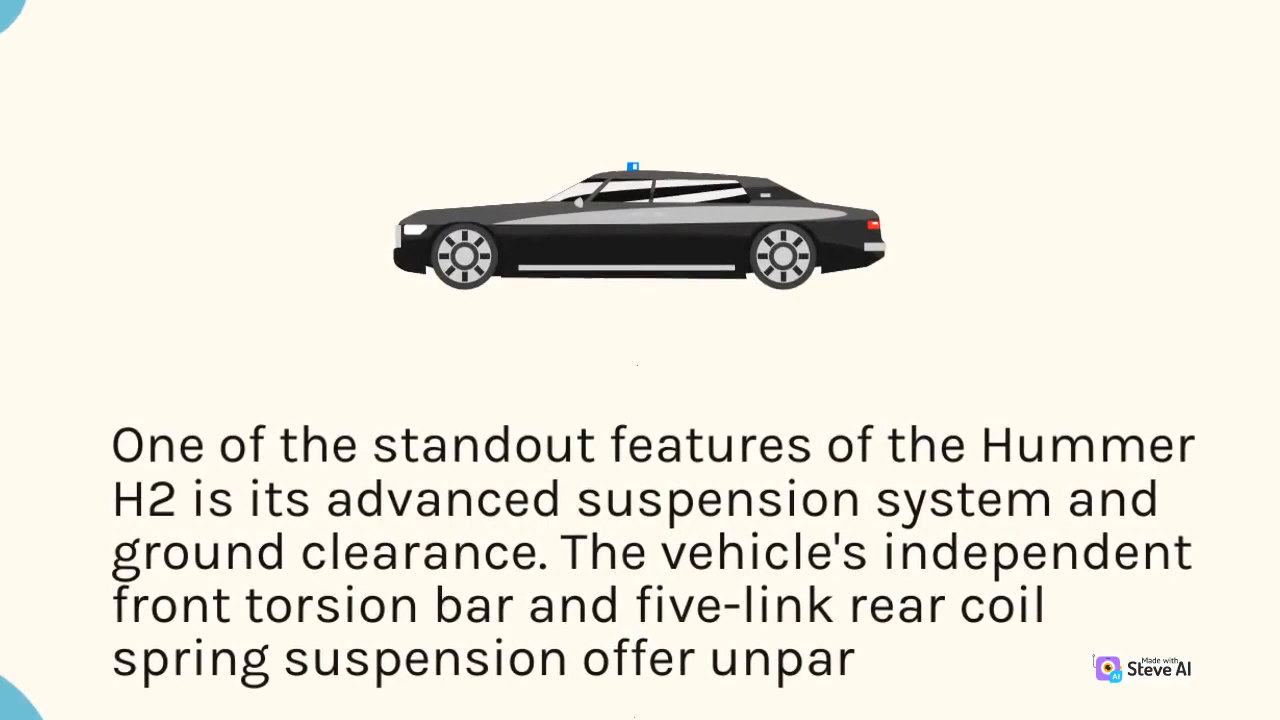 One of the standout features of the Hummer
H2 is its advanced suspension system and
ground clearance. The vehicle's independent
front torsion bar and five-link rear coil
spring suspension offer unpar
Made with
Steve AI
AI